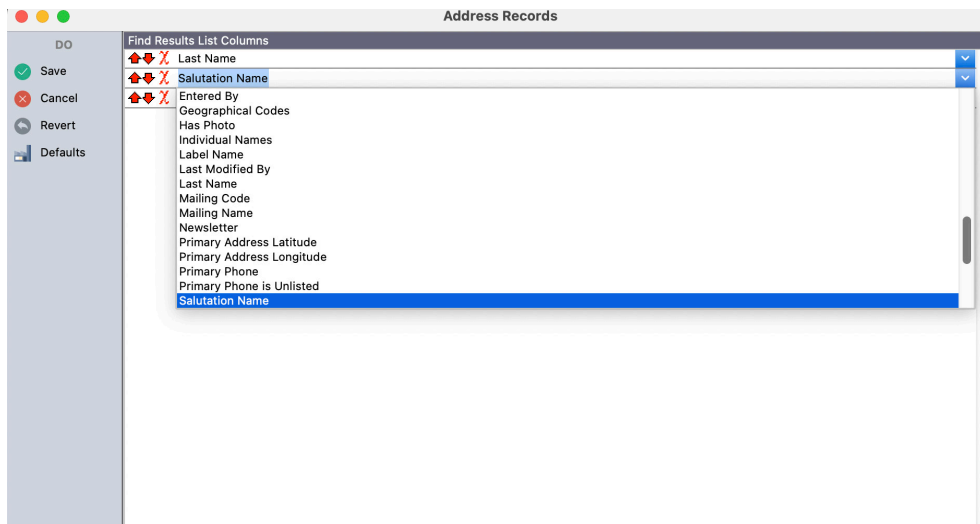 Address Records
DO
Save
Cancel
Revert
Defaults
Find Results List Columns
Last Name
Salutation Name
Entered By
Geographical Codes
Has Photo
Individual Names
Label Name
Last Modified By
Last Name
Mailing Code
Mailing Name
Newsletter
Primary Address Latitude
Primary Address Longitude
Primary Phone
Primary Phone is Unlisted
Salutation Name